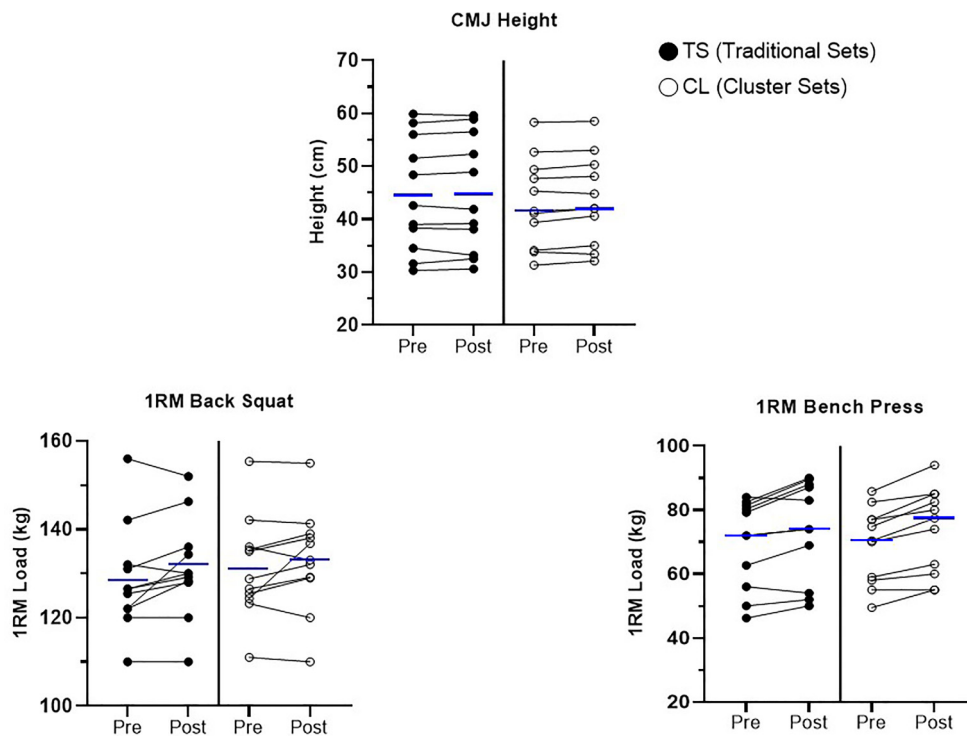 CMJ Height
TS (Traditional Sets)
CL (Cluster Sets)
Height (cm)
70
60
50
40
30
20
Pre
Post
Pre
Post
1RM Back Squat
1RM Load (kg)
160
140
120
100
Pre
Post
Pre
Post
1RM Bench Press
1RM Load (kg)
100
80
60
40
20
Pre
Post
Pre
Post